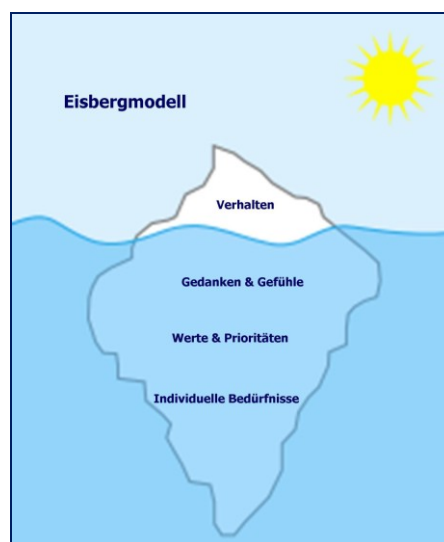 Eisbergmodell
Verhalten
Gedanken & Gefühle
Werte & Prioritäten
Individuelle Bedürfnisse